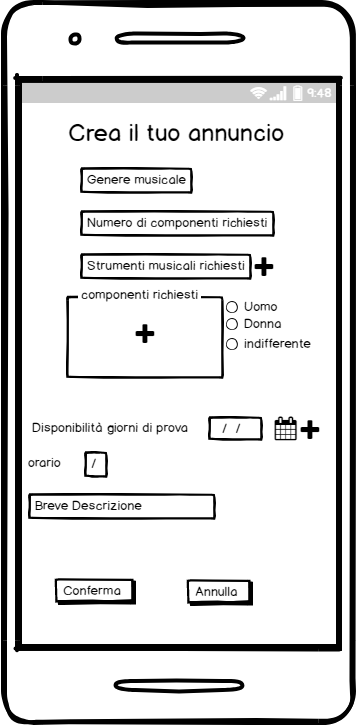 9:48
Crea il tuo annuncio
Genere musicale
Numero di componenti richiesti
Strumenti musicali richiesti
componenti richiesti
Uomo
Donna
indifferente
Disponibilità giorni di prova / /
orario /
Breve Descrizione
Conferma Annulla